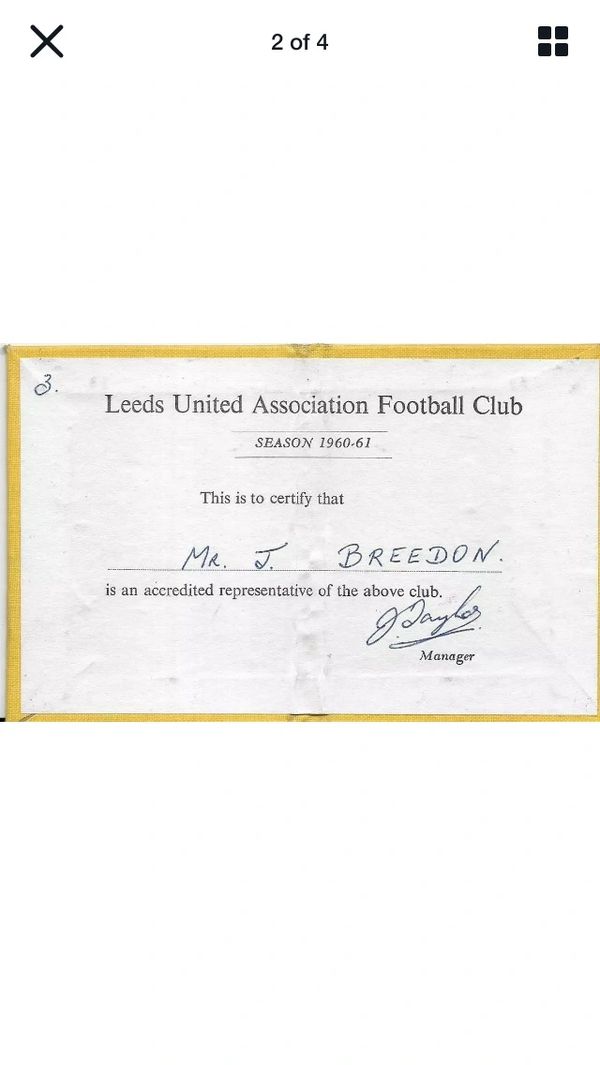 2 of 4
3.
Leeds United Association Football Club
SEASON 1960-61
This is to certify that
MR. J. BREEDON.
is an accredited representative of the above club.
J. Taylor
Manager